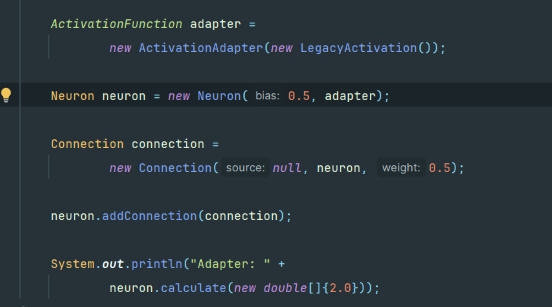 ActivationFunction adapter =
new ActivationAdapter(new LegacyActivation());
Neuron neuron = new Neuron( bias: 0.5, adapter);
Connection connection =
new Connection( source: null, neuron, weight: 0.5);
neuron.addConnection(connection);
System.out.println("Adapter: " +
neuron.calculate(new double[]{2.0}));